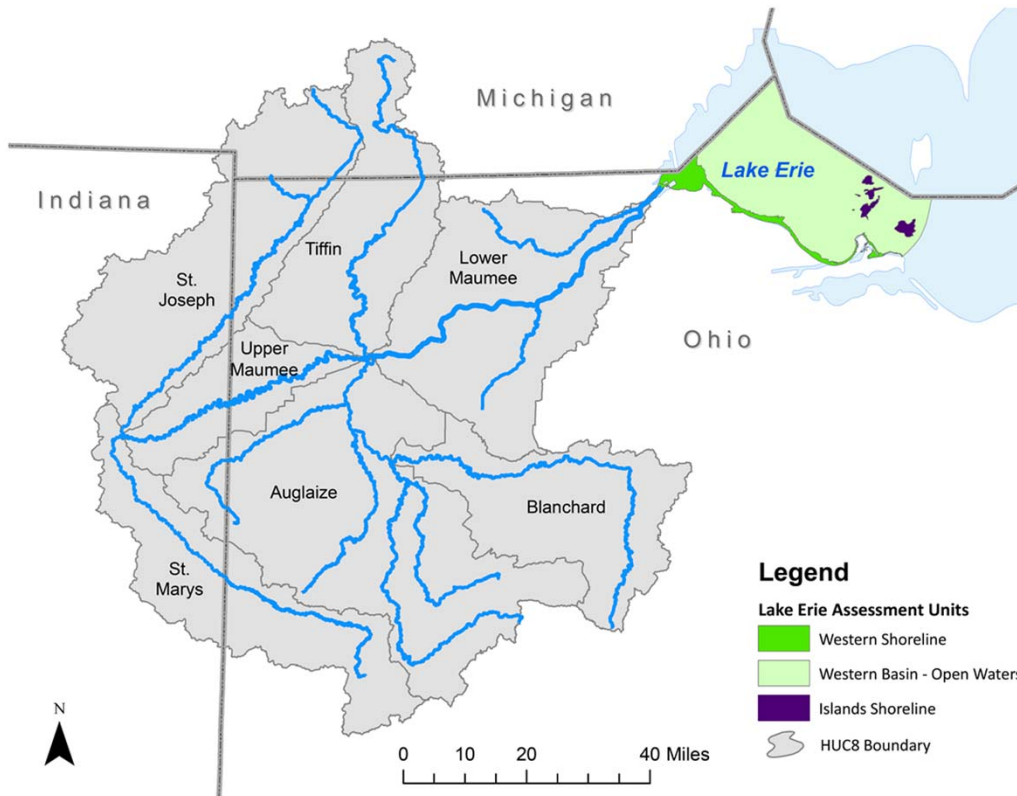 Michigan
Lake Erie
Indiana
Tiffin
Lower
Maumee
St.
Joseph
Ohio
Upper
Maumee
Auglaize
Blanchard
St.
Marys
Legend
Lake Erie Assessment Units
Western Shoreline
Western Basin - Open Waters
Islands Shoreline
HUC8 Boundary
N
0 10 20 40 Miles